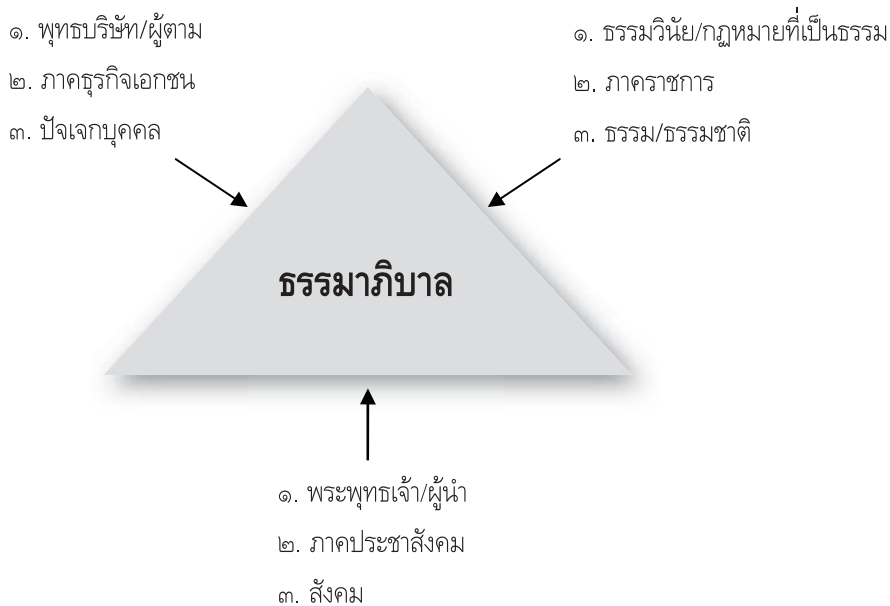 ๑. พุทธบริษัท/ผู้ตาม
๒. ภาคธุรกิจเอกชน
๓. ปัจเจกบุคคล
๑. ธรรมวินัย/กฎหมายที่เป็นธรรม
๒. ภาคราชการ
๓. ธรรม/ธรรมชาติ
ธรรมาภิบาล
๑. พระพุทธเจ้า/ผู้นำ
๒. ภาคประชาสังคม
๓. สังคม